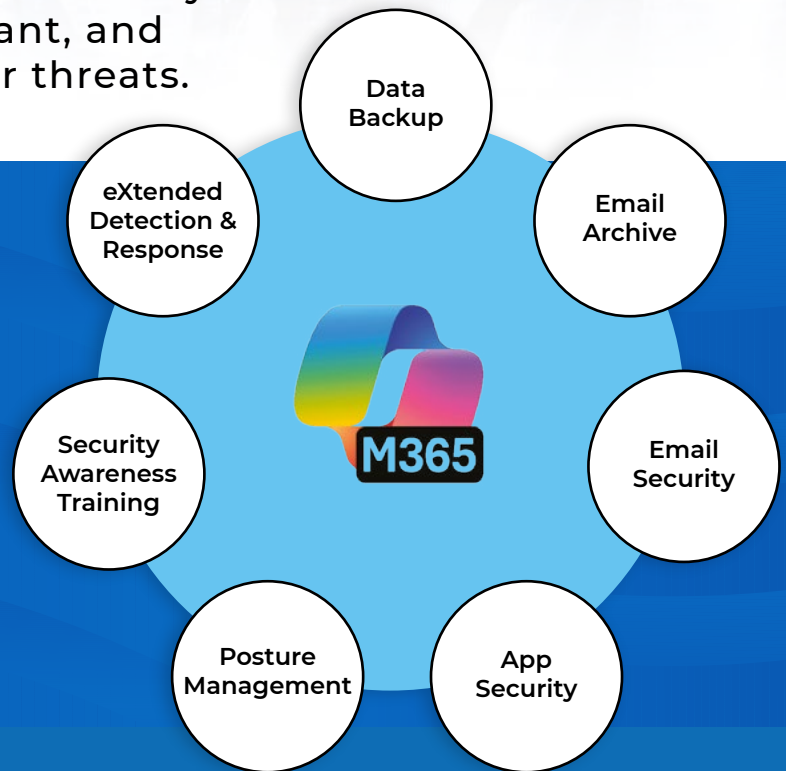 ant, and
r threats.
Data
Backup
eXtended
Detection &
Response
Email
Archive
M365
Security
Awareness
Training
Email
Security
Posture
Management
App
Security